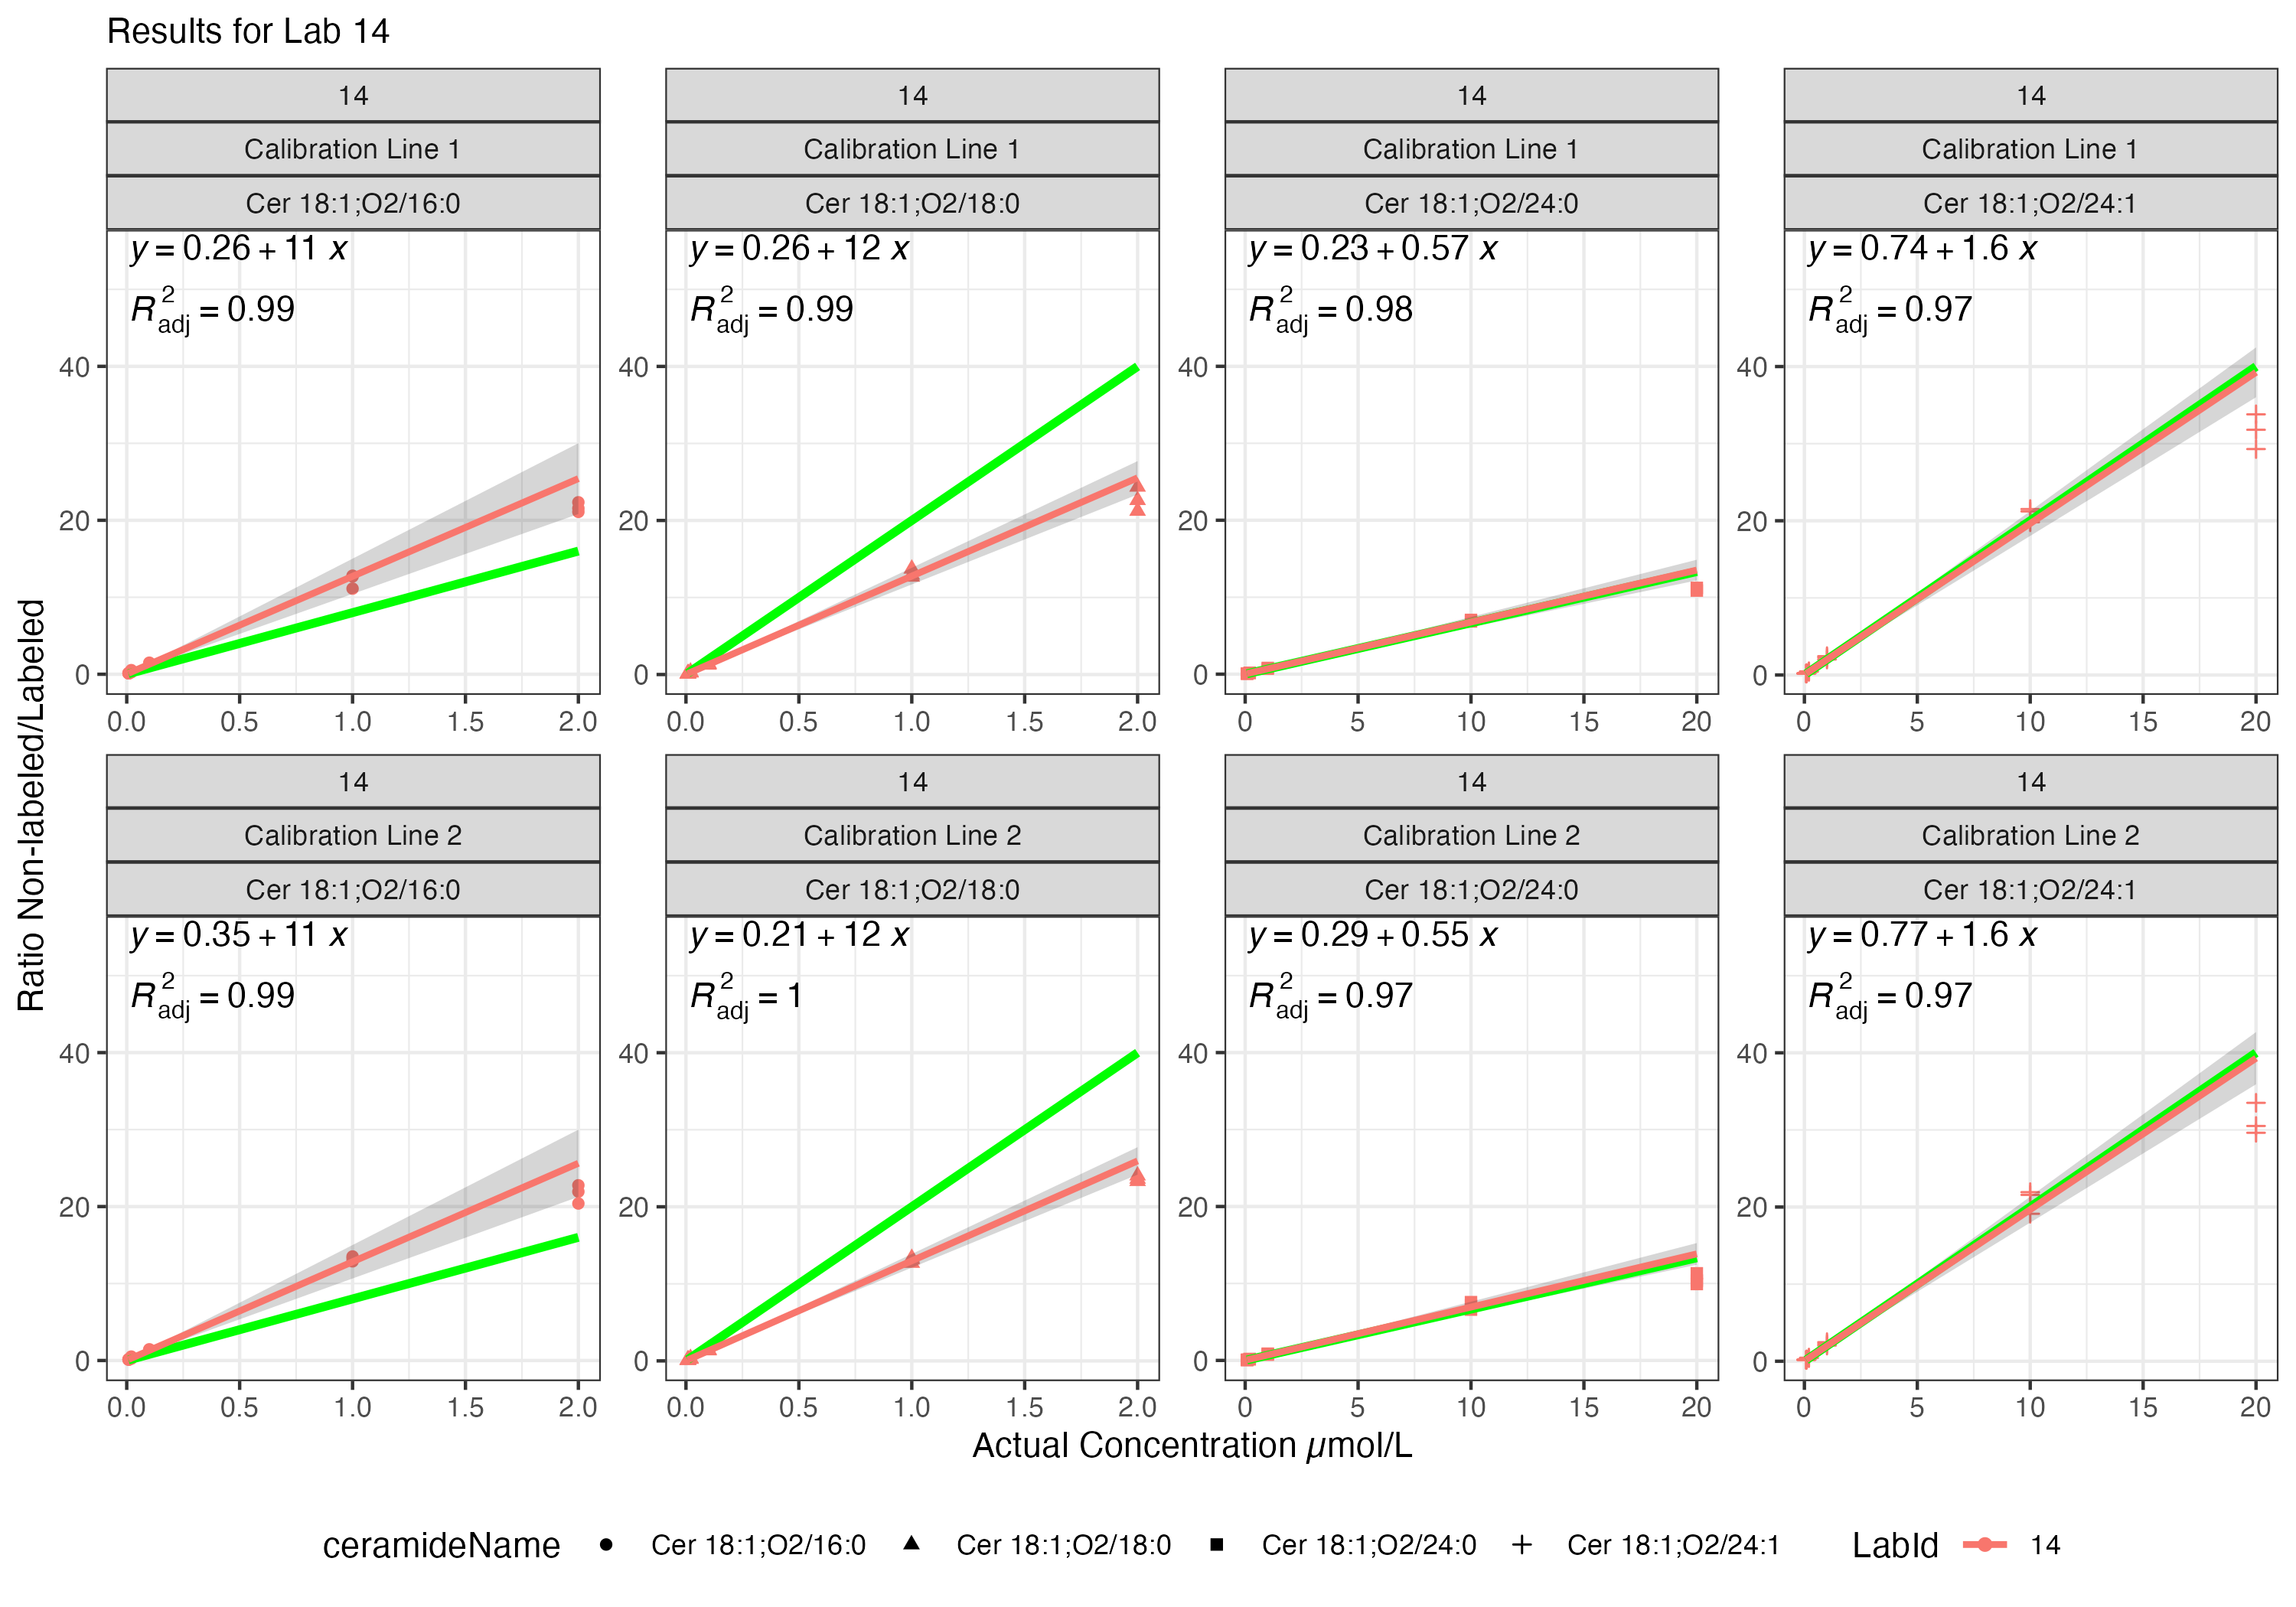 Results for Lab 14
14
14
14
14
Calibration Line 1
Calibration Line 1
Calibration Line 1
Calibration Line 1
Cer 18:1;O2/16:0
Cer 18:1;O2/18:0
Cer 18:1;O2/24:0
Cer 18:1;O2/24:1
y = 0.26 + 11 x
R²adj = 0.99
y = 0.26 + 12 x
R²adj = 0.99
y = 0.23 + 0.57 x
R²adj = 0.98
y = 0.74 + 1.6 x
R²adj = 0.97
40
20
0
40
20
0
40
20
0
40
20
0
0.0 0.5 1.0 1.5 2.0
0.0 0.5 1.0 1.5 2.0
0 5 10 15 20
0 5 10 15 20
14
14
14
14
Calibration Line 2
Calibration Line 2
Calibration Line 2
Calibration Line 2
Cer 18:1;O2/16:0
Cer 18:1;O2/18:0
Cer 18:1;O2/24:0
Cer 18:1;O2/24:1
y = 0.35 + 11 x
R²adj = 0.99
y = 0.21 + 12 x
R²adj = 1
y = 0.29 + 0.55 x
R²adj = 0.97
y = 0.77 + 1.6 x
R²adj = 0.97
40
20
0
40
20
0
40
20
0
40
20
0
0.0 0.5 1.0 1.5 2.0
0.0 0.5 1.0 1.5 2.0
0 5 10 15 20
0 5 10 15 20
Ratio Non-labeled/Labeled
Actual Concentration µmol/L
ceramideName Cer 18:1;O2/16:0 Cer 18:1;O2/18:0 Cer 18:1;O2/24:0 Cer 18:1;O2/24:1 LabId 14